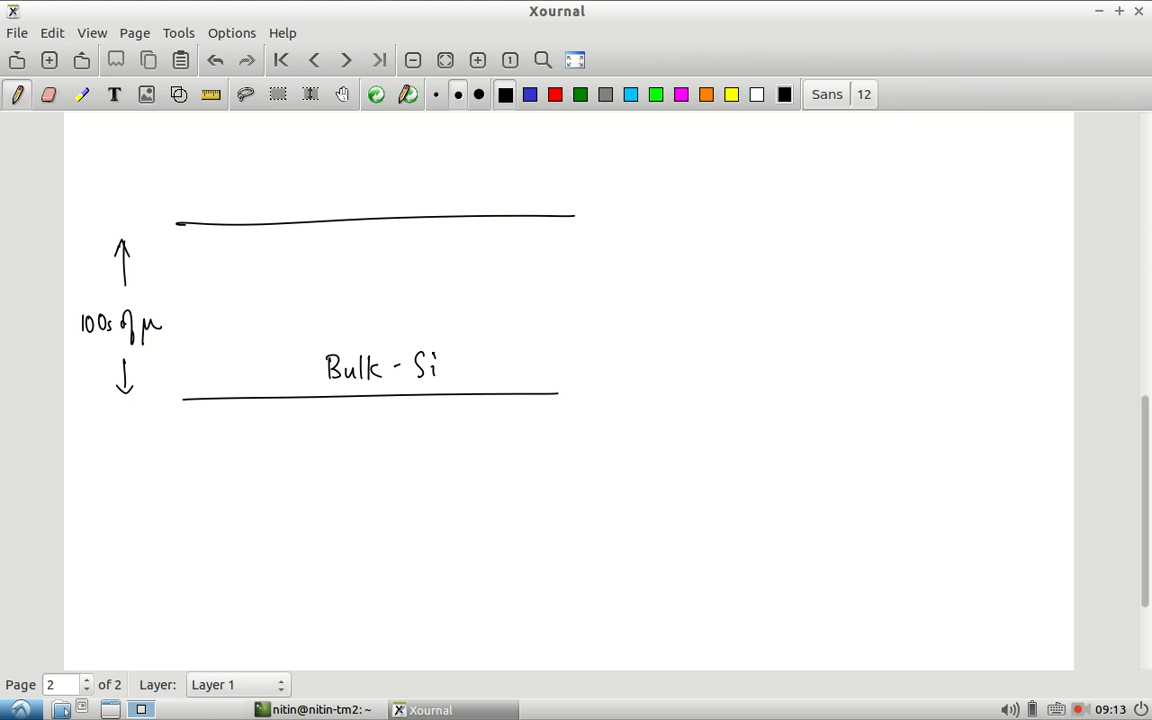 Xournal
File Edit View Page Tools Options Help
Sans 12
100s of μ
Bulk - Si
Page 2 of 2 Layer: Layer 1
nitin@nitin-tm2: ~ Xournal 09:13